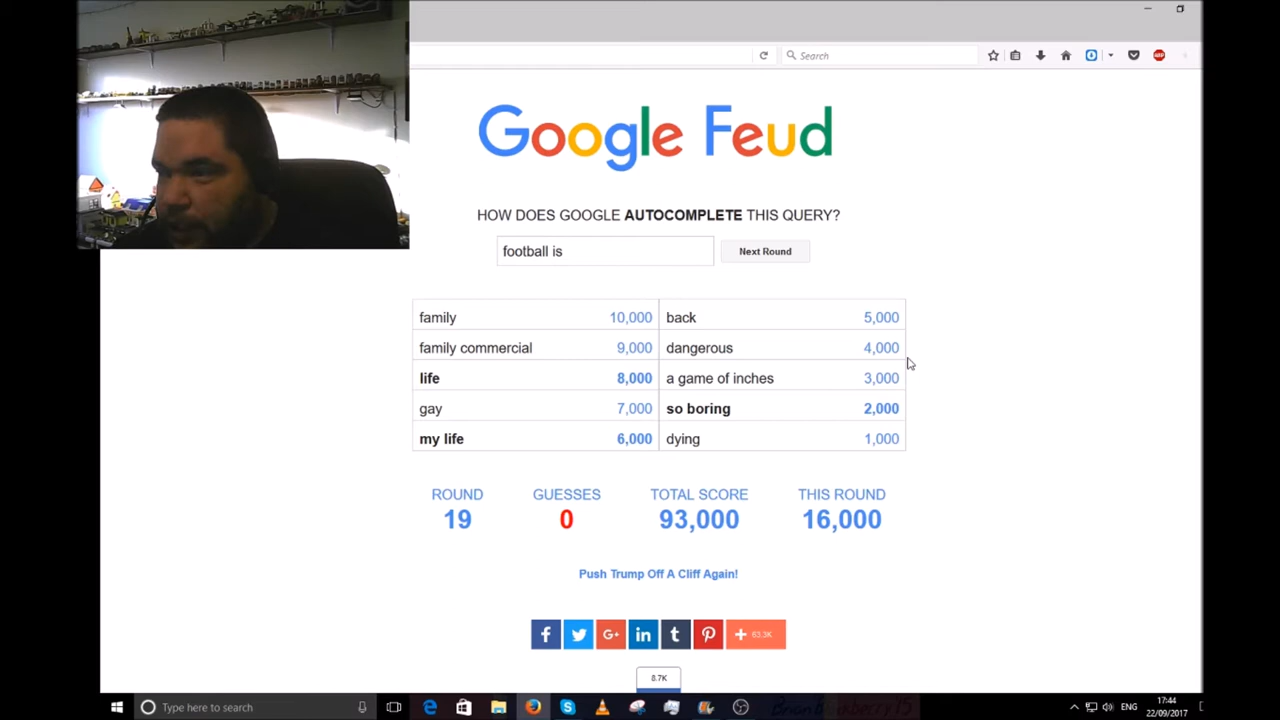 Search
Google Feud
HOW DOES GOOGLE AUTOCOMPLETE THIS QUERY?
football is
Next Round
family 10,000
back 5,000
family commercial 9,000
dangerous 4,000
life 8,000
a game of inches 3,000
gay 7,000
so boring 2,000
my life 6,000
dying 1,000
ROUND GUESSES TOTAL SCORE THIS ROUND
19 0 93,000 16,000
Push Trump Off A Cliff Again!
63.3K
8.7K
Type here to search
ENG
17:44
22/09/2017